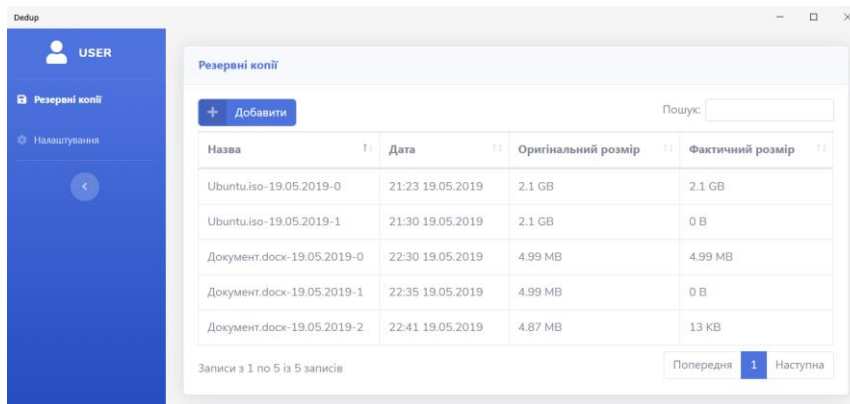 Dedup
USER
Резервні копії
Налаштування
Резервні копії
+ Добавити
Пошук:
Назва Дата Оригінальний розмір Фактичний розмір
Ubuntu.iso-19.05.2019-0 21:23 19.05.2019 2.1 GB 2.1 GB
Ubuntu.iso-19.05.2019-1 21:30 19.05.2019 2.1 GB 0 B
Документ.docx-19.05.2019-0 22:30 19.05.2019 4.99 MB 4.99 MB
Документ.docx-19.05.2019-1 22:35 19.05.2019 4.99 MB 0 B
Документ.docx-19.05.2019-2 22:41 19.05.2019 4.87 MB 13 KB
Записи з 1 по 5 із 5 записів
Попередня 1 Наступна